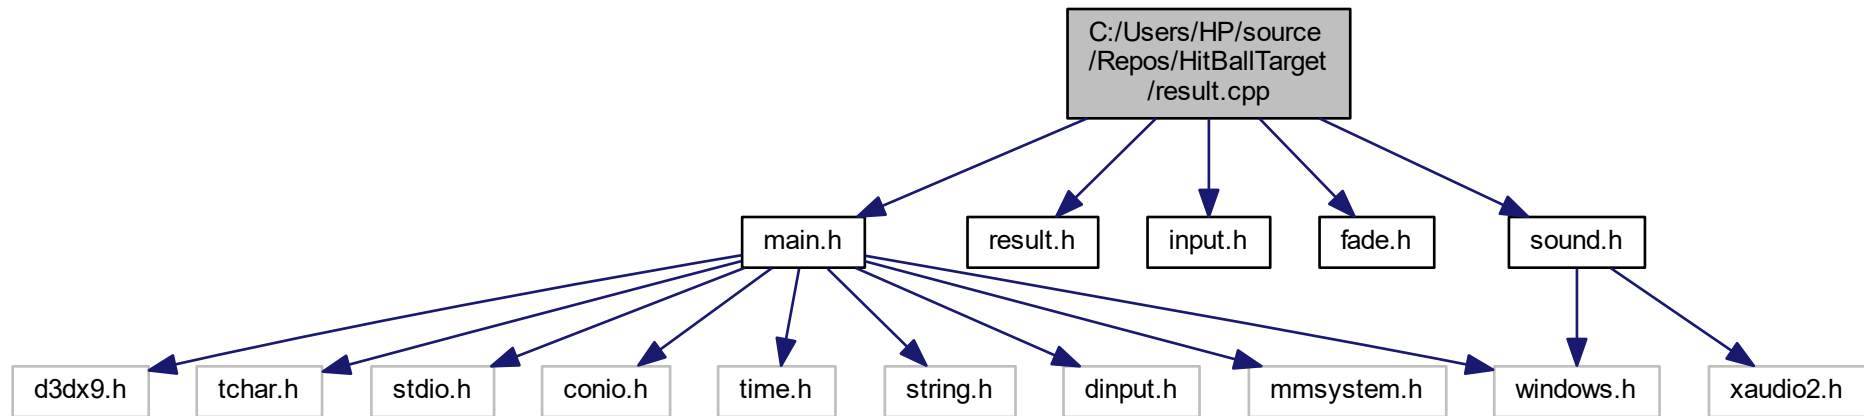 C:/Users/HP/source
/Repos/HitBallTarget
/result.cpp
main.h
result.h
input.h
fade.h
sound.h
d3dx9.h
tchar.h
stdio.h
conio.h
time.h
string.h
dinput.h
mmsystem.h
windows.h
xaudio2.h